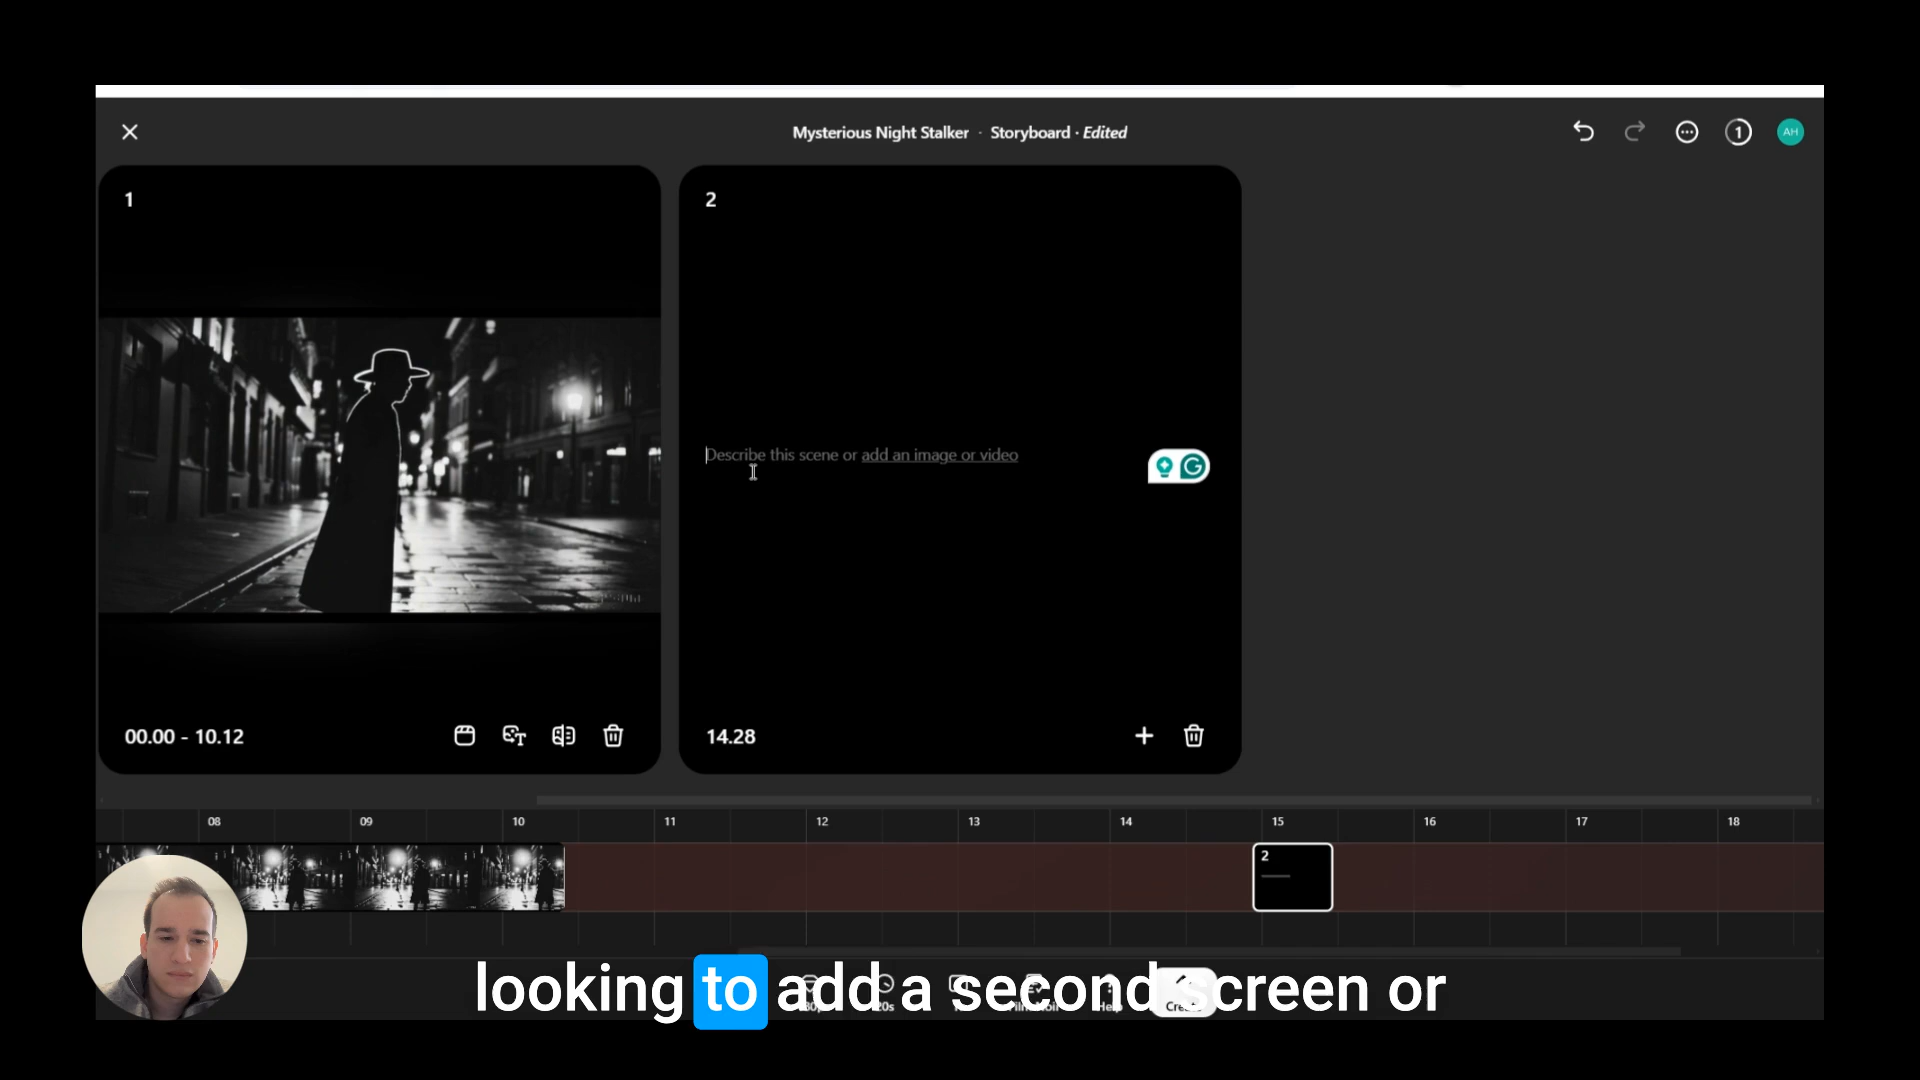 Mysterious Night Stalker · Storyboard · Edited
1
AH
1
2
Describe this scene or add an image or video
00.00 - 10.12
14.28
08 09 10 11 12 13 14 15 16 17 18
2
looking to add a second screen or